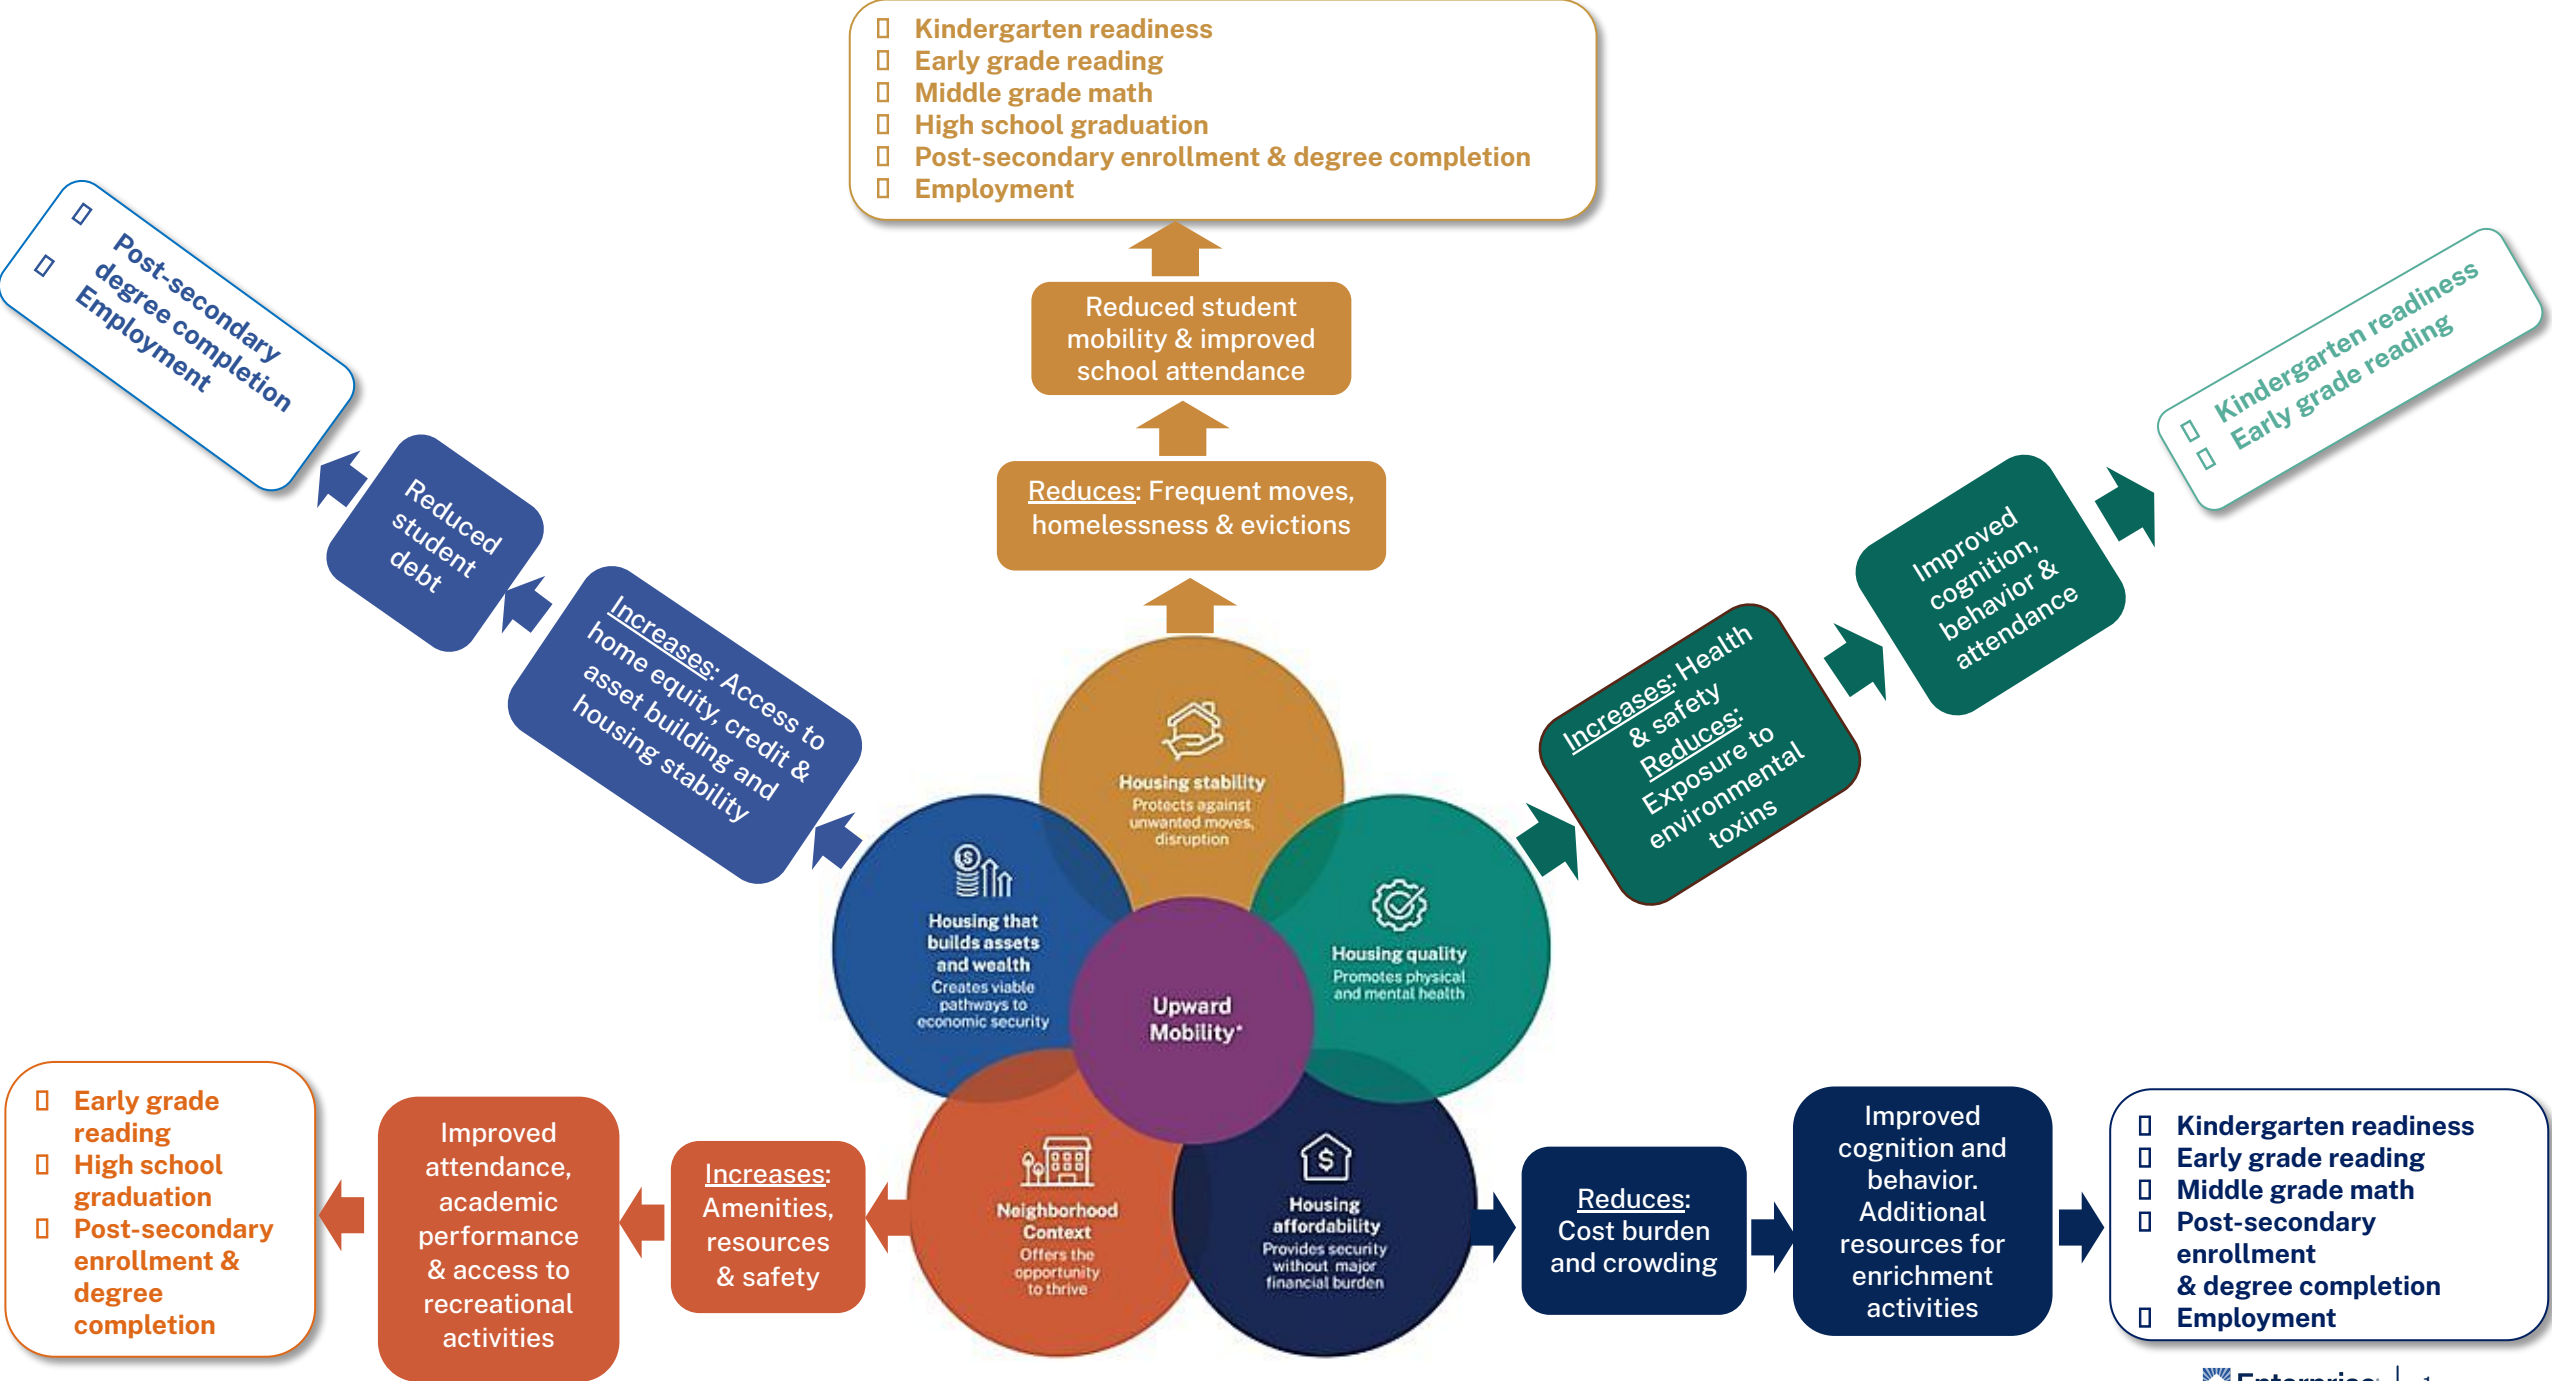 Kindergarten readiness
Early grade reading
Middle grade math
High school graduation
Post-secondary enrollment & degree completion
Employment
Reduced student
mobility & improved
school attendance
Reduces: Frequent moves,
homelessness & evictions
Post-secondary
degree completion
Employment
Reduced
student
debt
Increases: Access to
home equity, credit &
asset building and
housing stability
Kindergarten readiness
Early grade reading
Improved
cognition,
behavior &
attendance
Increases: Health
& safety
Reduces:
Exposure to
environmental
toxins
Housing stability
Protects against
unwanted moves,
disruption
Housing that
builds assets
and wealth
Creates viable
pathways to
economic security
Housing quality
Promotes physical
and mental health
Upward
Mobility*
Neighborhood
Context
Offers the
opportunity
to thrive
Housing
affordability
Provides security
without major
financial burden
Early grade
reading
High school
graduation
Post-secondary
enrollment &
degree
completion
Improved
attendance,
academic
performance
& access to
recreational
activities
Increases:
Amenities,
resources
& safety
Reduces:
Cost burden
and crowding
Improved
cognition and
behavior.
Additional
resources for
enrichment
activities
Kindergarten readiness
Early grade reading
Middle grade math
Post-secondary
enrollment
& degree completion
Employment
Enterprise
1